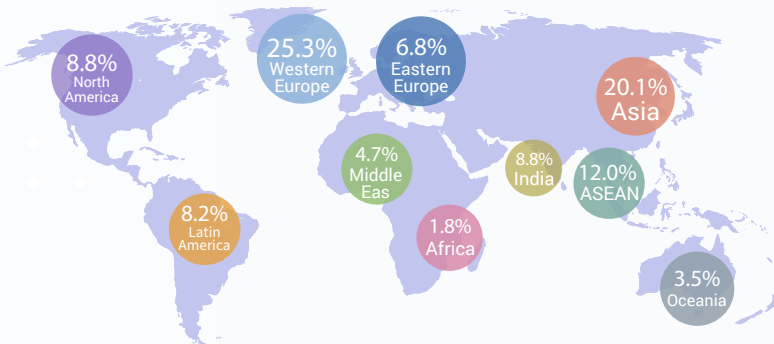 8.8%
North
America
25.3%
Western
Europe
6.8%
Eastern
Europe
20.1%
Asia
4.7%
Middle
Eas
8.8%
India
12.0%
ASEAN
8.2%
Latin
America
1.8%
Africa
3.5%
Oceania